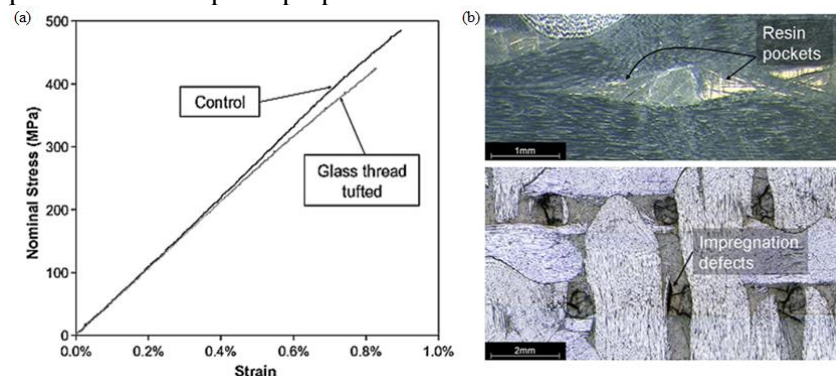 (a)
500
400
300
200
100
0
Nominal Stress (MPa)
Control
Glass thread
tufted
0.0% 0.2% 0.4% 0.6% 0.8% 1.0%
Strain
(b)
Resin
pockets
1mm
Impregnation
defects
2mm